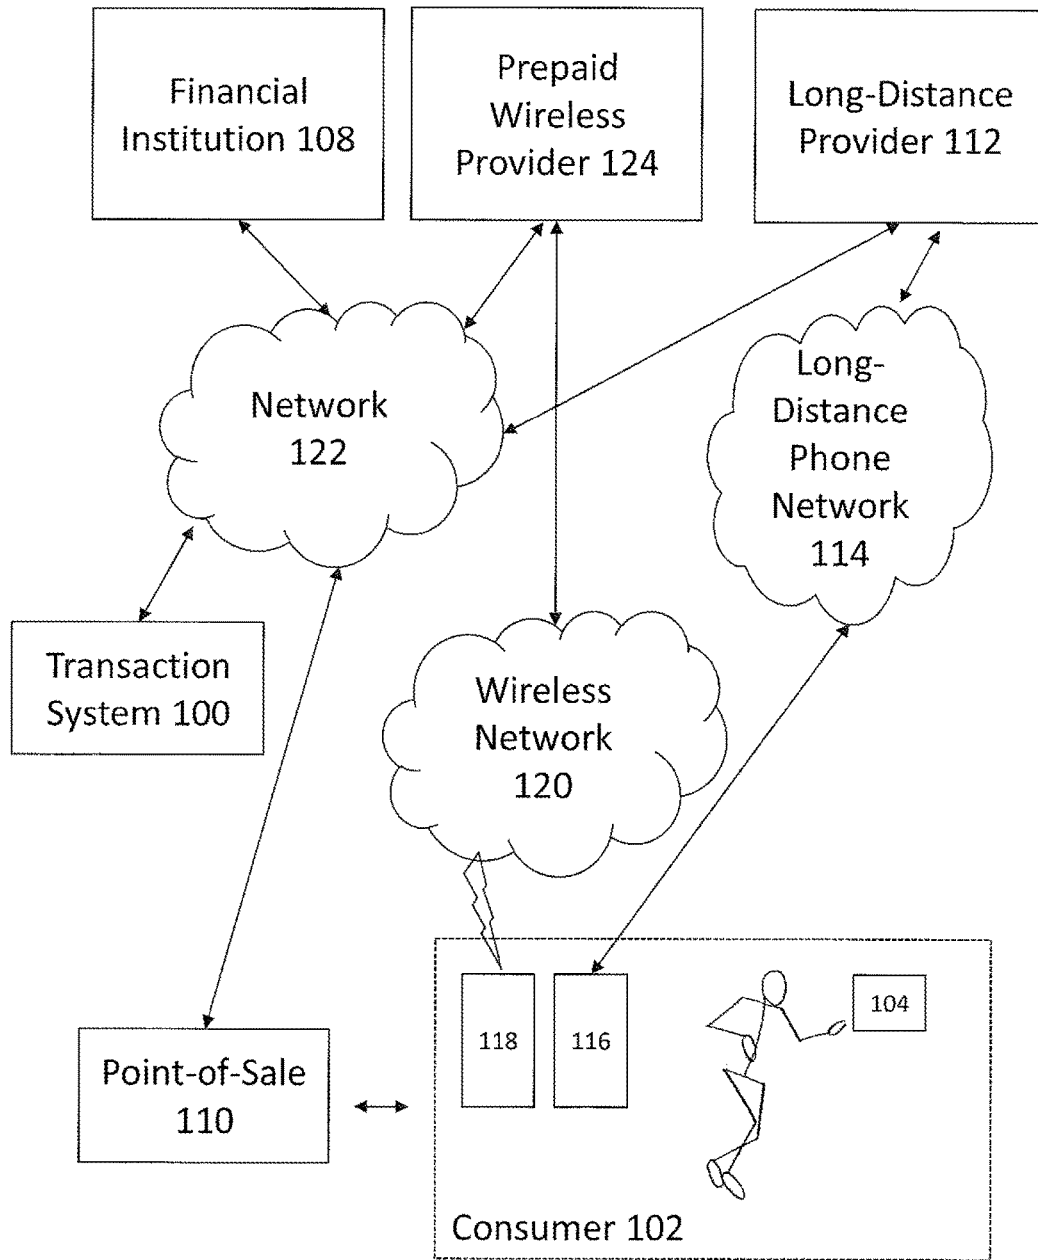 Financial
Institution 108
Prepaid
Wireless
Provider 124
Long-Distance
Provider 112
Network
122
Long-
Distance
Phone
Network
114
Transaction
System 100
Wireless
Network
120
Point-of-Sale
110
118
116
104
Consumer 102